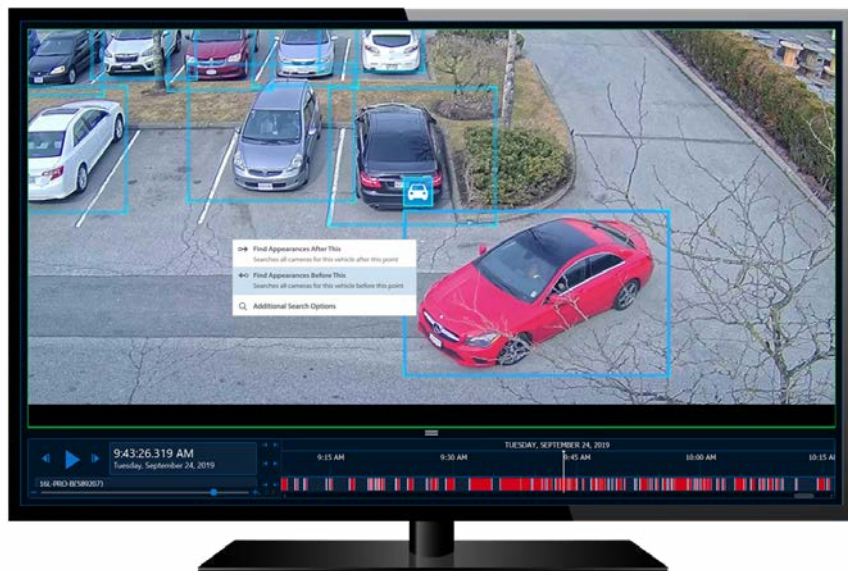 Find Appearances After This
Searches all cameras for this vehicle after this point
Find Appearances Before This
Searches all cameras for this vehicle before this point
Additional Search Options
TUESDAY, SEPTEMBER 24, 2019
9:43:26.319 AM
Tuesday, September 24, 2019
9:15 AM
9:30 AM
9:45 AM
10:00 AM
10:15 A